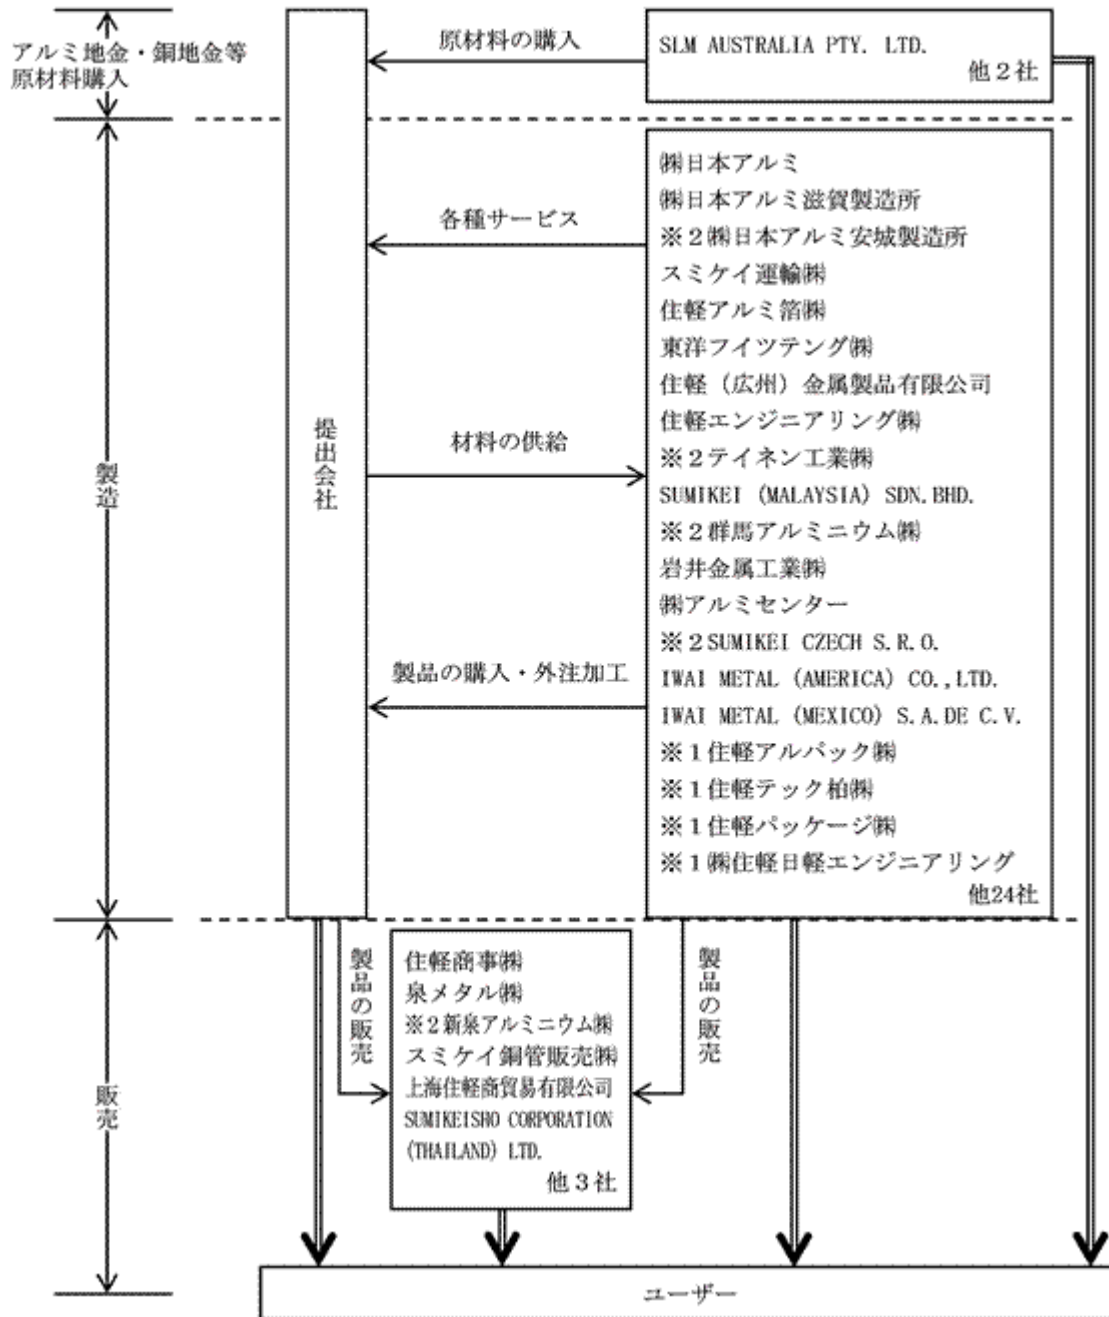 アルミ地金・銅地金等
原材料購入
原材料の購入
SLM AUSTRALIA PTY. LTD.
他２社
製造
提出会社
各種サービス
材料の供給
製品の購入・外注加工
㈱日本アルミ
㈱日本アルミ滋賀製造所
※２㈱日本アルミ安城製造所
スミケイ運輸㈱
住軽アルミ箔㈱
東洋フイツテング㈱
住軽（広州）金属製品有限公司
住軽エンジニアリング㈱
※２テイネン工業㈱
SUMIKEI (MALAYSIA) SDN.BHD.
※２群馬アルミニウム㈱
岩井金属工業㈱
㈱アルミセンター
※２SUMIKEI CZECH S.R.O.
IWAI METAL (AMERICA) CO.,LTD.
IWAI METAL (MEXICO) S.A.DE C.V.
※１住軽アルパック㈱
※１住軽テック柏㈱
※１住軽パッケージ㈱
※１㈱住軽日軽エンジニアリング
他24社
販売
製品の販売
住軽商事㈱
泉メタル㈱
※２新泉アルミニウム㈱
スミケイ銅管販売㈱
上海住軽商貿易有限公司
SUMIKEISHO CORPORATION
(THAILAND) LTD.
他３社
製品の販売
ユーザー